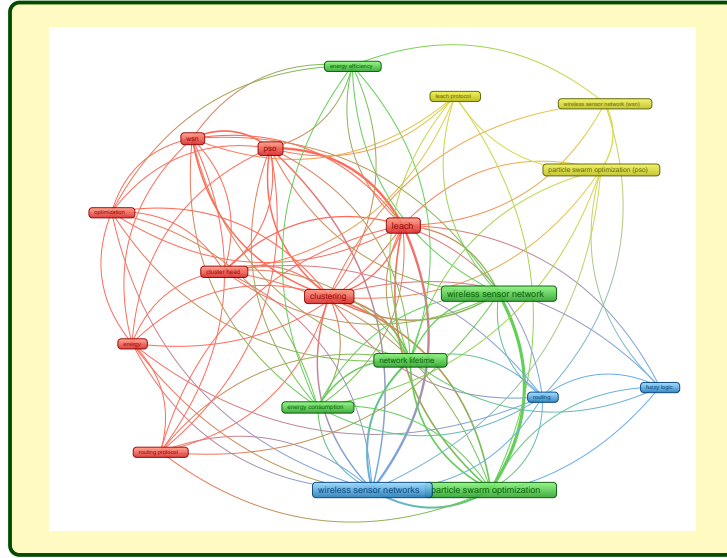 energy efficiency
leach protocol
wireless sensor network (wsn)
wsn
pso
particle swarm optimization (pso)
optimization
leach
cluster head
clustering
wireless sensor network
energy
network lifetime
fuzzy logic
routing
energy consumption
routing protocol
wireless sensor networks
particle swarm optimization